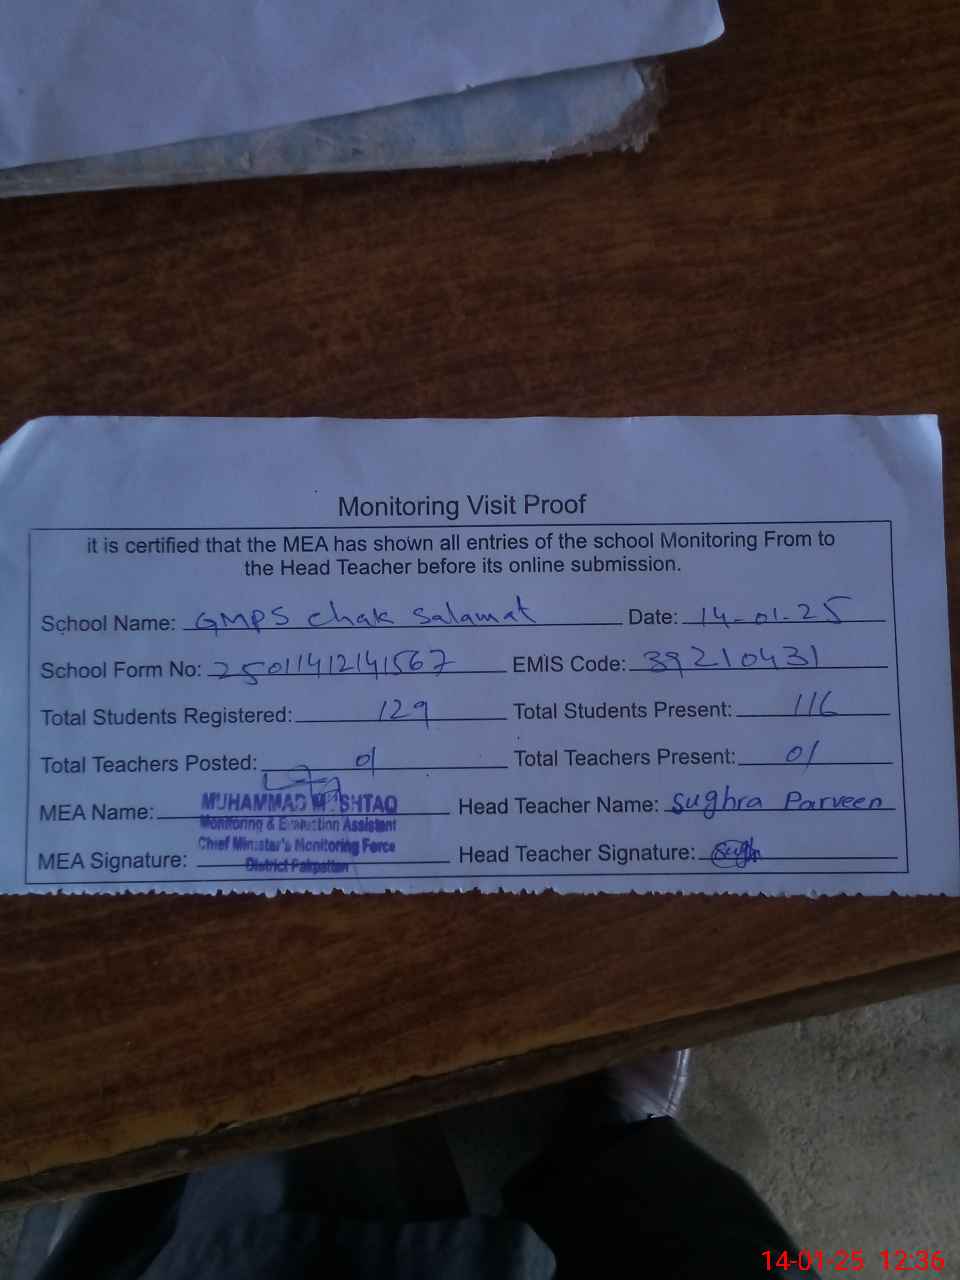 Monitoring Visit Proof
it is certified that the MEA has shown all entries of the school Monitoring From to
the Head Teacher before its online submission.
School Name: GMPS Chak Salamat Date: 14-01-25
School Form No: 25011412141567 EMIS Code: 39210431
Total Students Registered: 129 Total Students Present: 116
Total Teachers Posted: 01 Total Teachers Present: 01
MEA Name: MUHAMMAD MUSHTAQ Head Teacher Name: Sughra Parveen
Monitoring & Evaluation Assistant
Chief Minister's Monitoring Force
MEA Signature: District Pakpattan Head Teacher Signature: Sugh
14-01-25 12:36